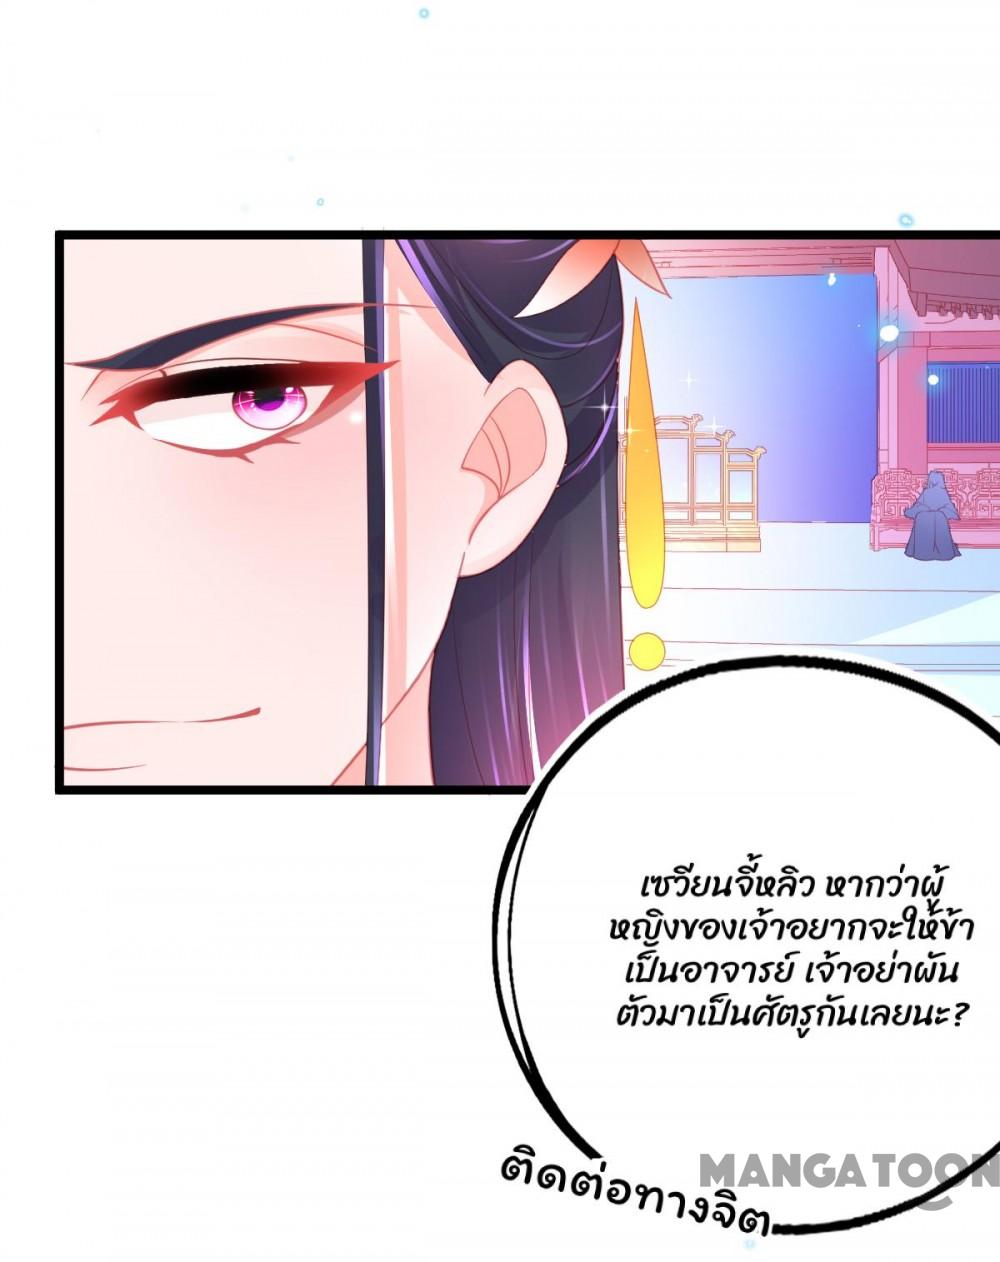 เซวียนจี้หลิว หากว่าผู้
หญิงของเจ้าอยากจะให้ข้า
เป็นอาจารย์ เจ้าอย่าผัน
ตัวมาเป็นศัตรูกันเลยนะ?
ติดต่อทางจิต
MANGATOON